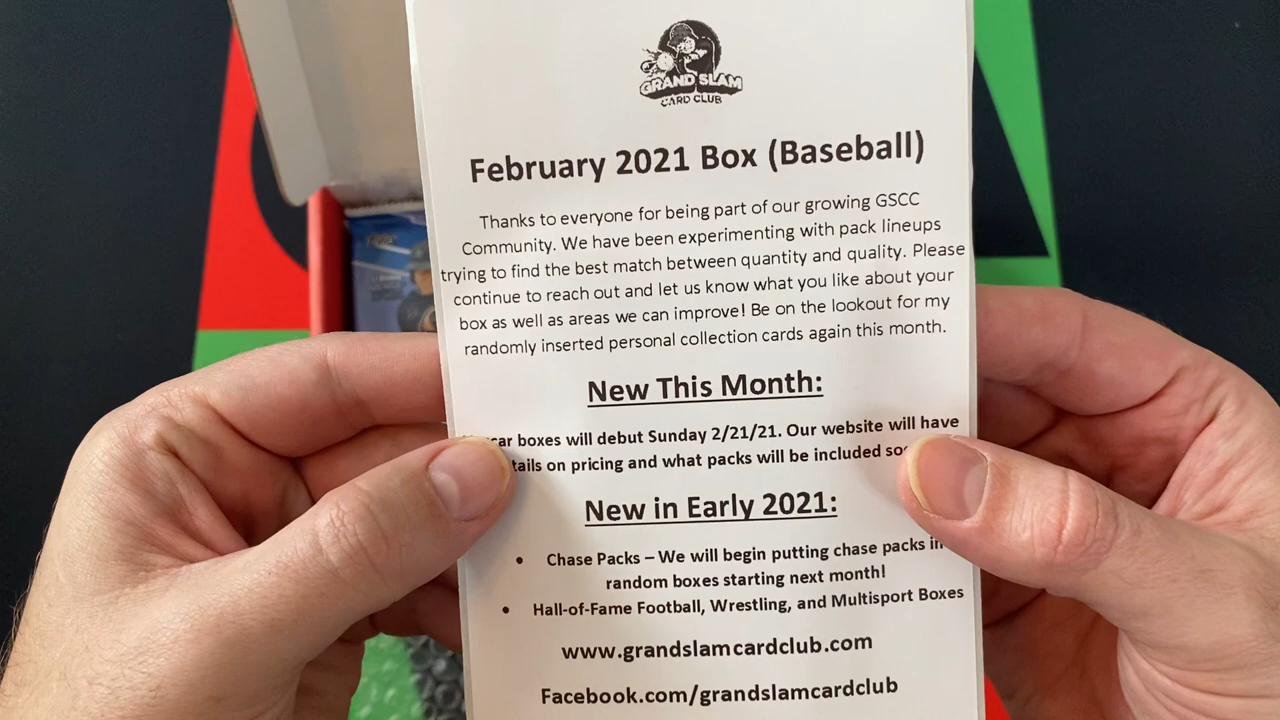 GRAND SLAM
CARD CLUB
February 2021 Box (Baseball)
Thanks to everyone for being part of our growing GSCC
Community. We have been experimenting with pack lineups
trying to find the best match between quantity and quality. Please
continue to reach out and let us know what you like about your
box as well as areas we can improve! Be on the lookout for my
randomly inserted personal collection cards again this month.
New This Month:
boxes will debut Sunday 2/21/21. Our website will have
on pricing and what packs will be included
New in Early 2021:
• Chase Packs – We will begin putting chase packs in
random boxes starting next month!
• Hall-of-Fame Football, Wrestling, and Multisport Boxes
www.grandslamcardclub.com
Facebook.com/grandslamcardclub